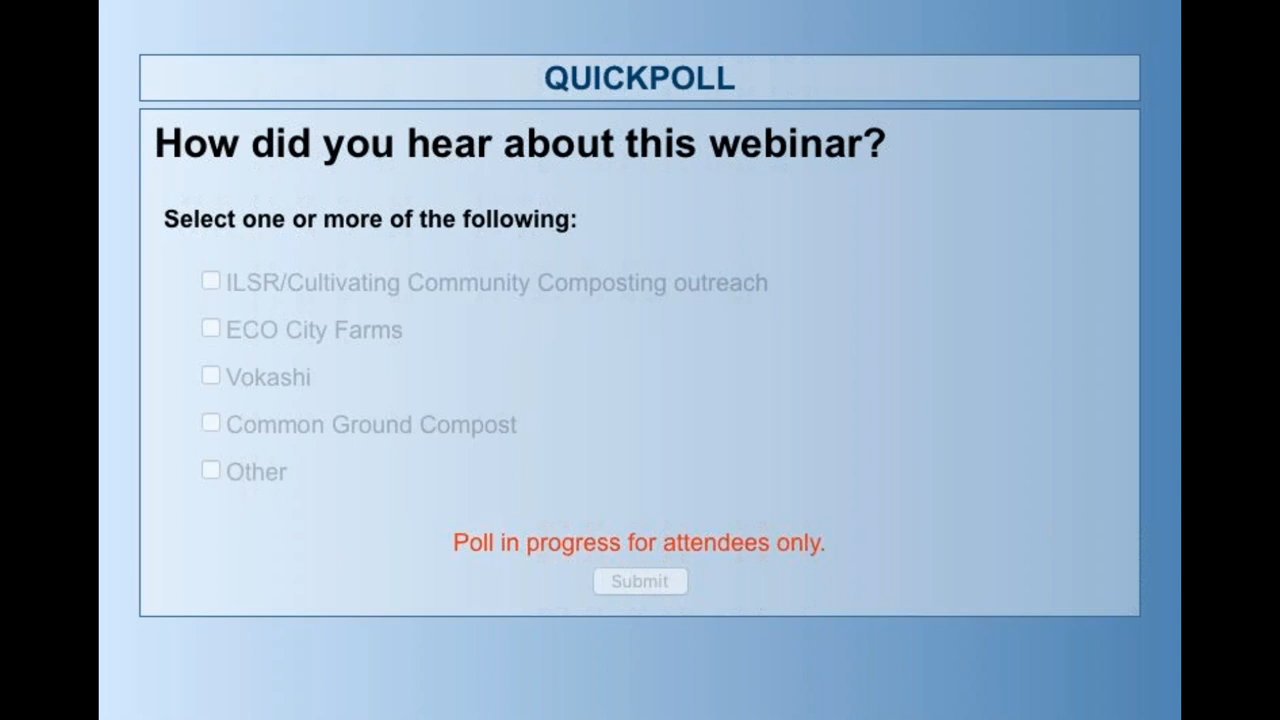 QUICKPOLL
How did you hear about this webinar?
Select one or more of the following:
ILSR/Cultivating Community Composting outreach
ECO City Farms
Vokashi
Common Ground Compost
Other
Poll in progress for attendees only.
Submit